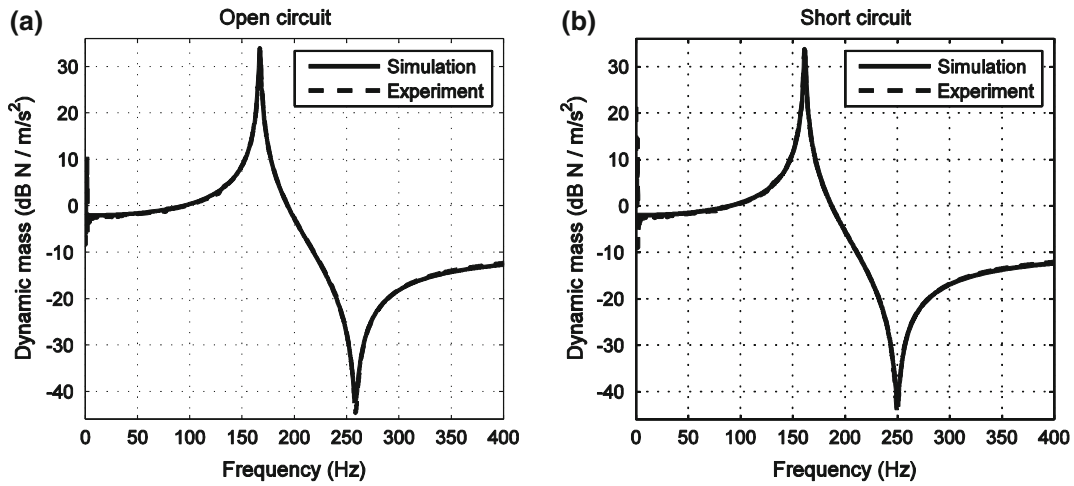 (a)
Open circuit
Dynamic mass (dB N / m/s²)
30
20
10
0
-10
-20
-30
-40
Simulation
Experiment
0 50 100 150 200 250 300 350 400
Frequency (Hz)
(b)
Short circuit
Dynamic mass (dB N / m/s²)
30
20
10
0
-10
-20
-30
-40
Simulation
Experiment
0 50 100 150 200 250 300 350 400
Frequency (Hz)